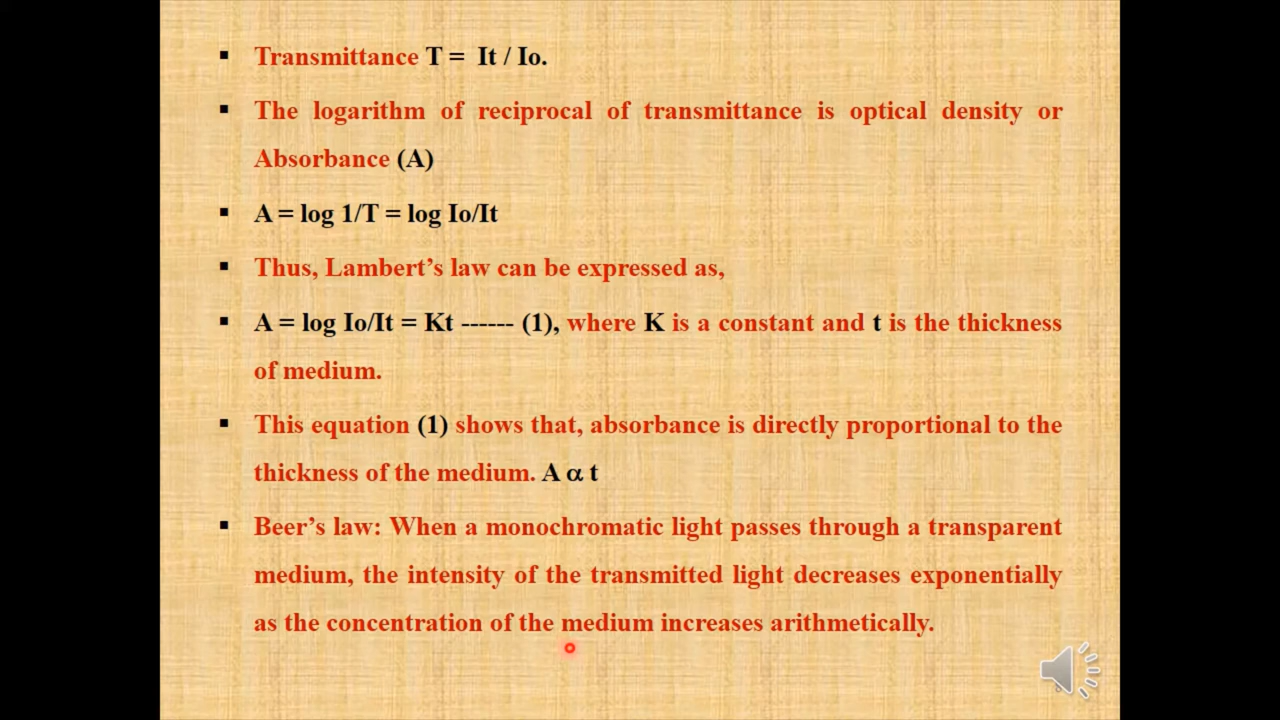 ▪ Transmittance T = It / Io.
▪ The logarithm of reciprocal of transmittance is optical density or
Absorbance (A)
▪ A = log 1/T = log Io/It
▪ Thus, Lambert’s law can be expressed as,
▪ A = log Io/It = Kt ------ (1), where K is a constant and t is the thickness
of medium.
▪ This equation (1) shows that, absorbance is directly proportional to the
thickness of the medium. A α t
▪ Beer’s law: When a monochromatic light passes through a transparent
medium, the intensity of the transmitted light decreases exponentially
as the concentration of the medium increases arithmetically.